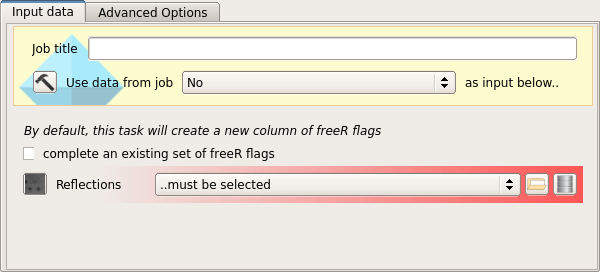 Input data Advanced Options
Job title
Use data from job No as input below..
By default, this task will create a new column of freeR flags
complete an existing set of freeR flags
Reflections ..must be selected